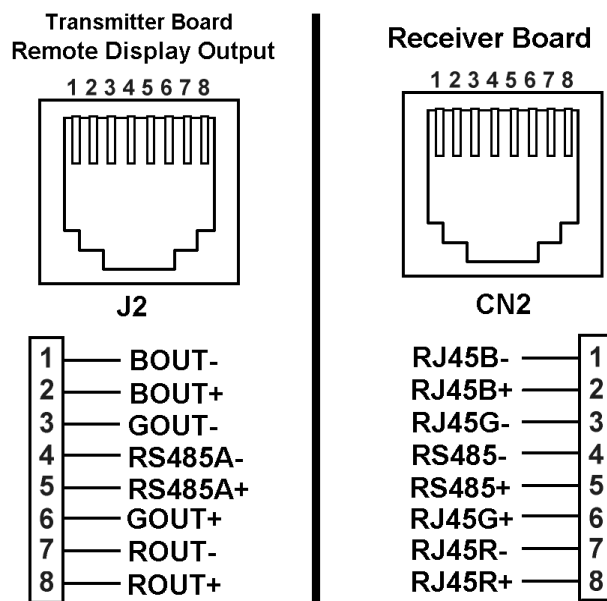 Transmitter Board
Remote Display Output
1 2 3 4 5 6 7 8
J2
1 BOUT-
2 BOUT+
3 GOUT-
4 RS485A-
5 RS485A+
6 GOUT+
7 ROUT-
8 ROUT+
Receiver Board
1 2 3 4 5 6 7 8
CN2
RJ45B- 1
RJ45B+ 2
RJ45G- 3
RS485- 4
RS485+ 5
RJ45G+ 6
RJ45R- 7
RJ45R+ 8